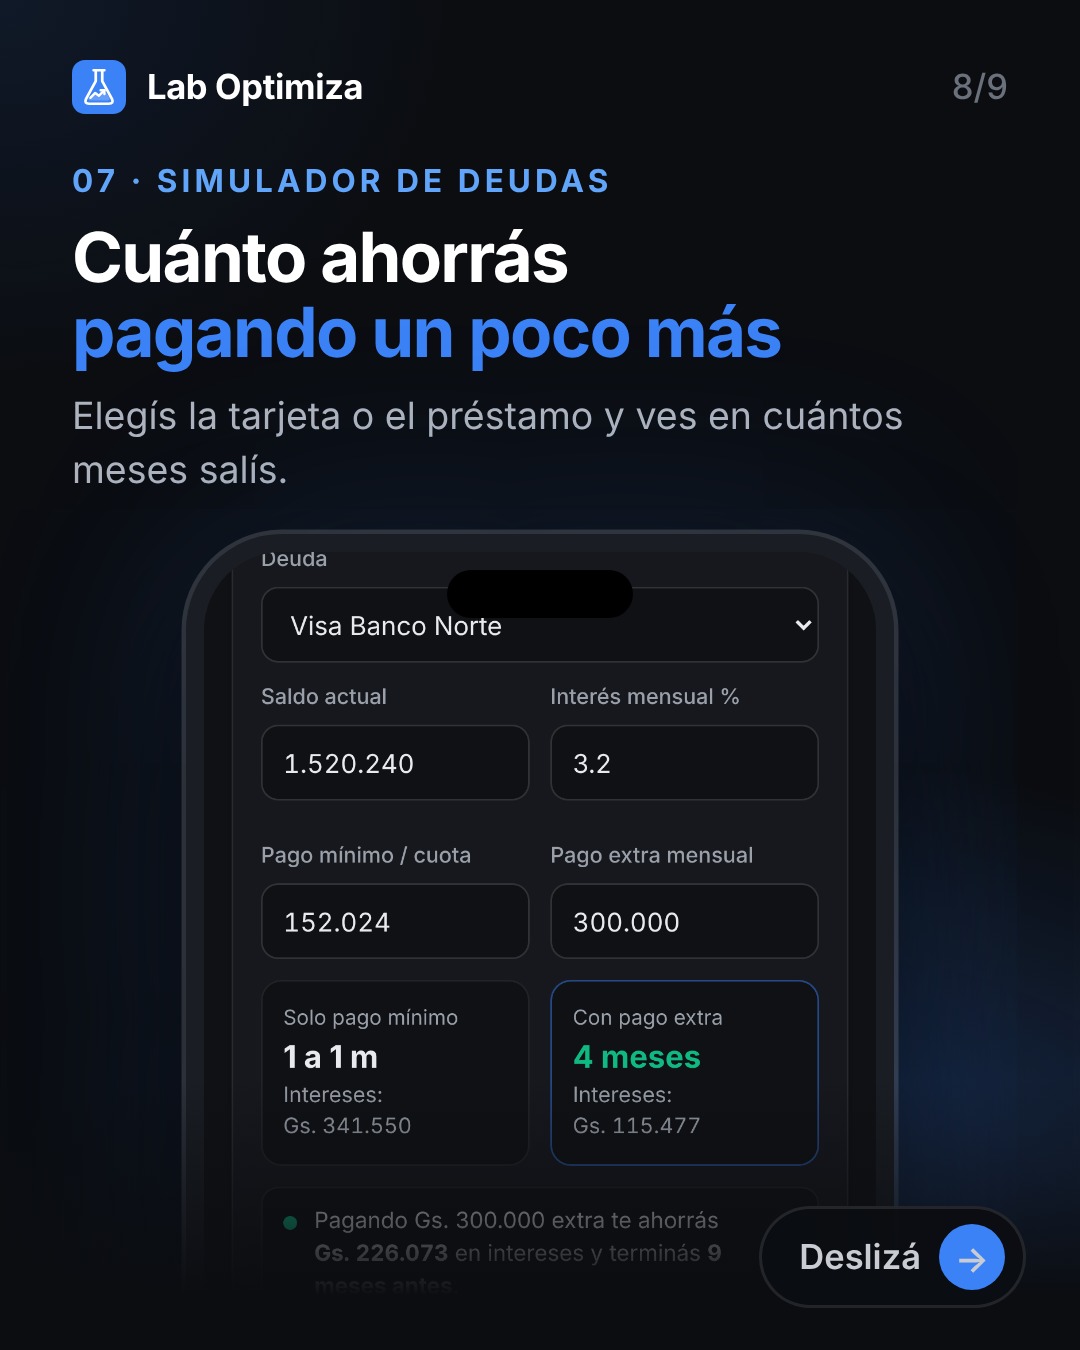 Lab Optimiza
8/9
07 · SIMULADOR DE DEUDAS
Cuánto ahorrás
pagando un poco más
Elegís la tarjeta o el préstamo y ves en cuántos
meses salís.
Deuda
Visa Banco Norte
Saldo actual
Interés mensual %
1.520.240
3.2
Pago mínimo / cuota
Pago extra mensual
152.024
300.000
Solo pago mínimo
1 a 1 m
Intereses:
Gs. 341.550
Con pago extra
4 meses
Intereses:
Gs. 115.477
Pagando Gs. 300.000 extra te ahorrás
Gs. 226.073 en intereses y terminás 9
meses antes
Deslizá